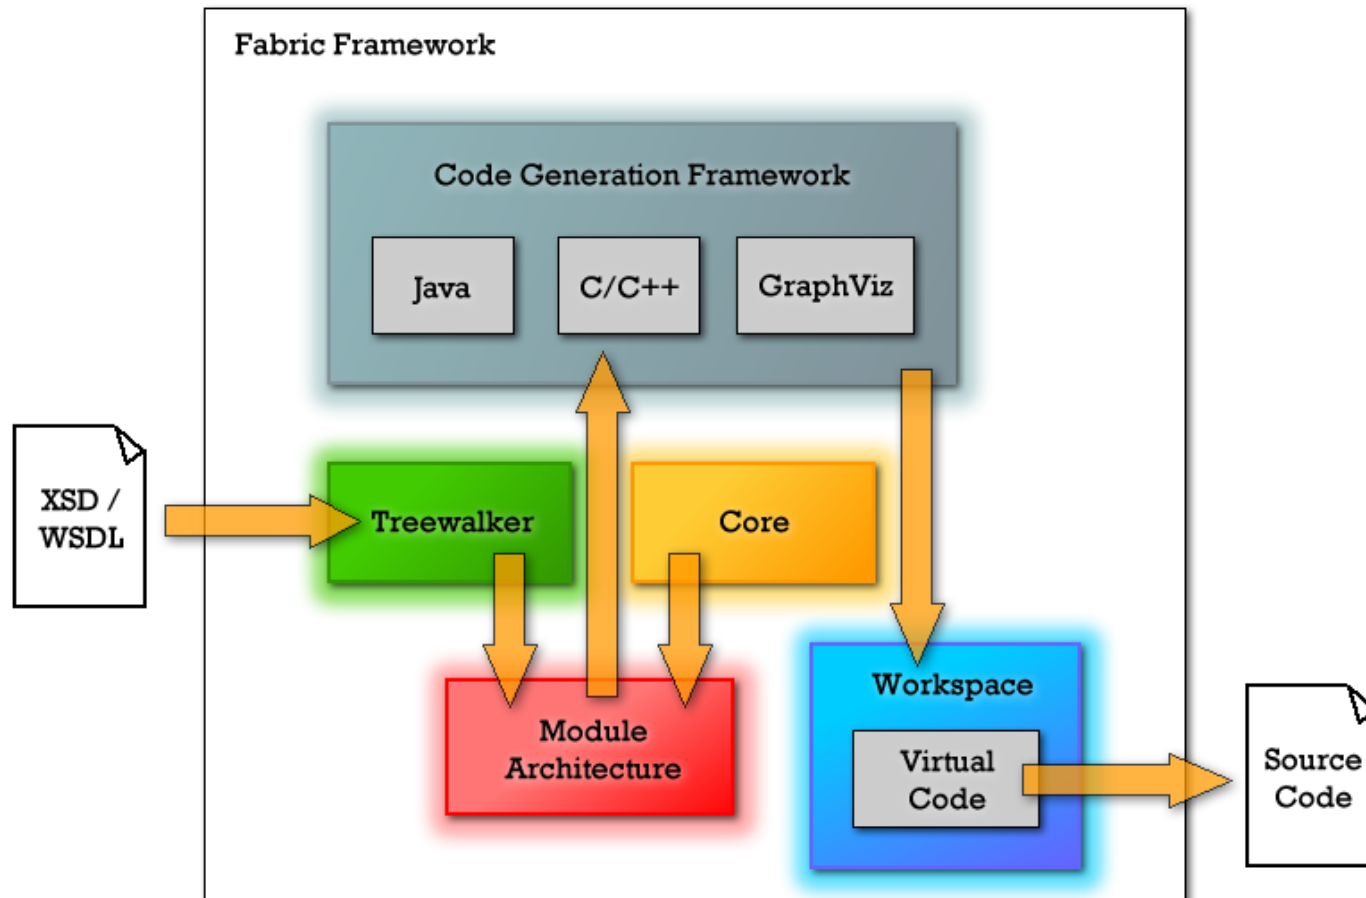 Fabric Framework
Code Generation Framework
Java
C/C++
GraphViz
XSD /
WSDL
Treewalker
Core
Module
Architecture
Workspace
Virtual
Code
Source
Code